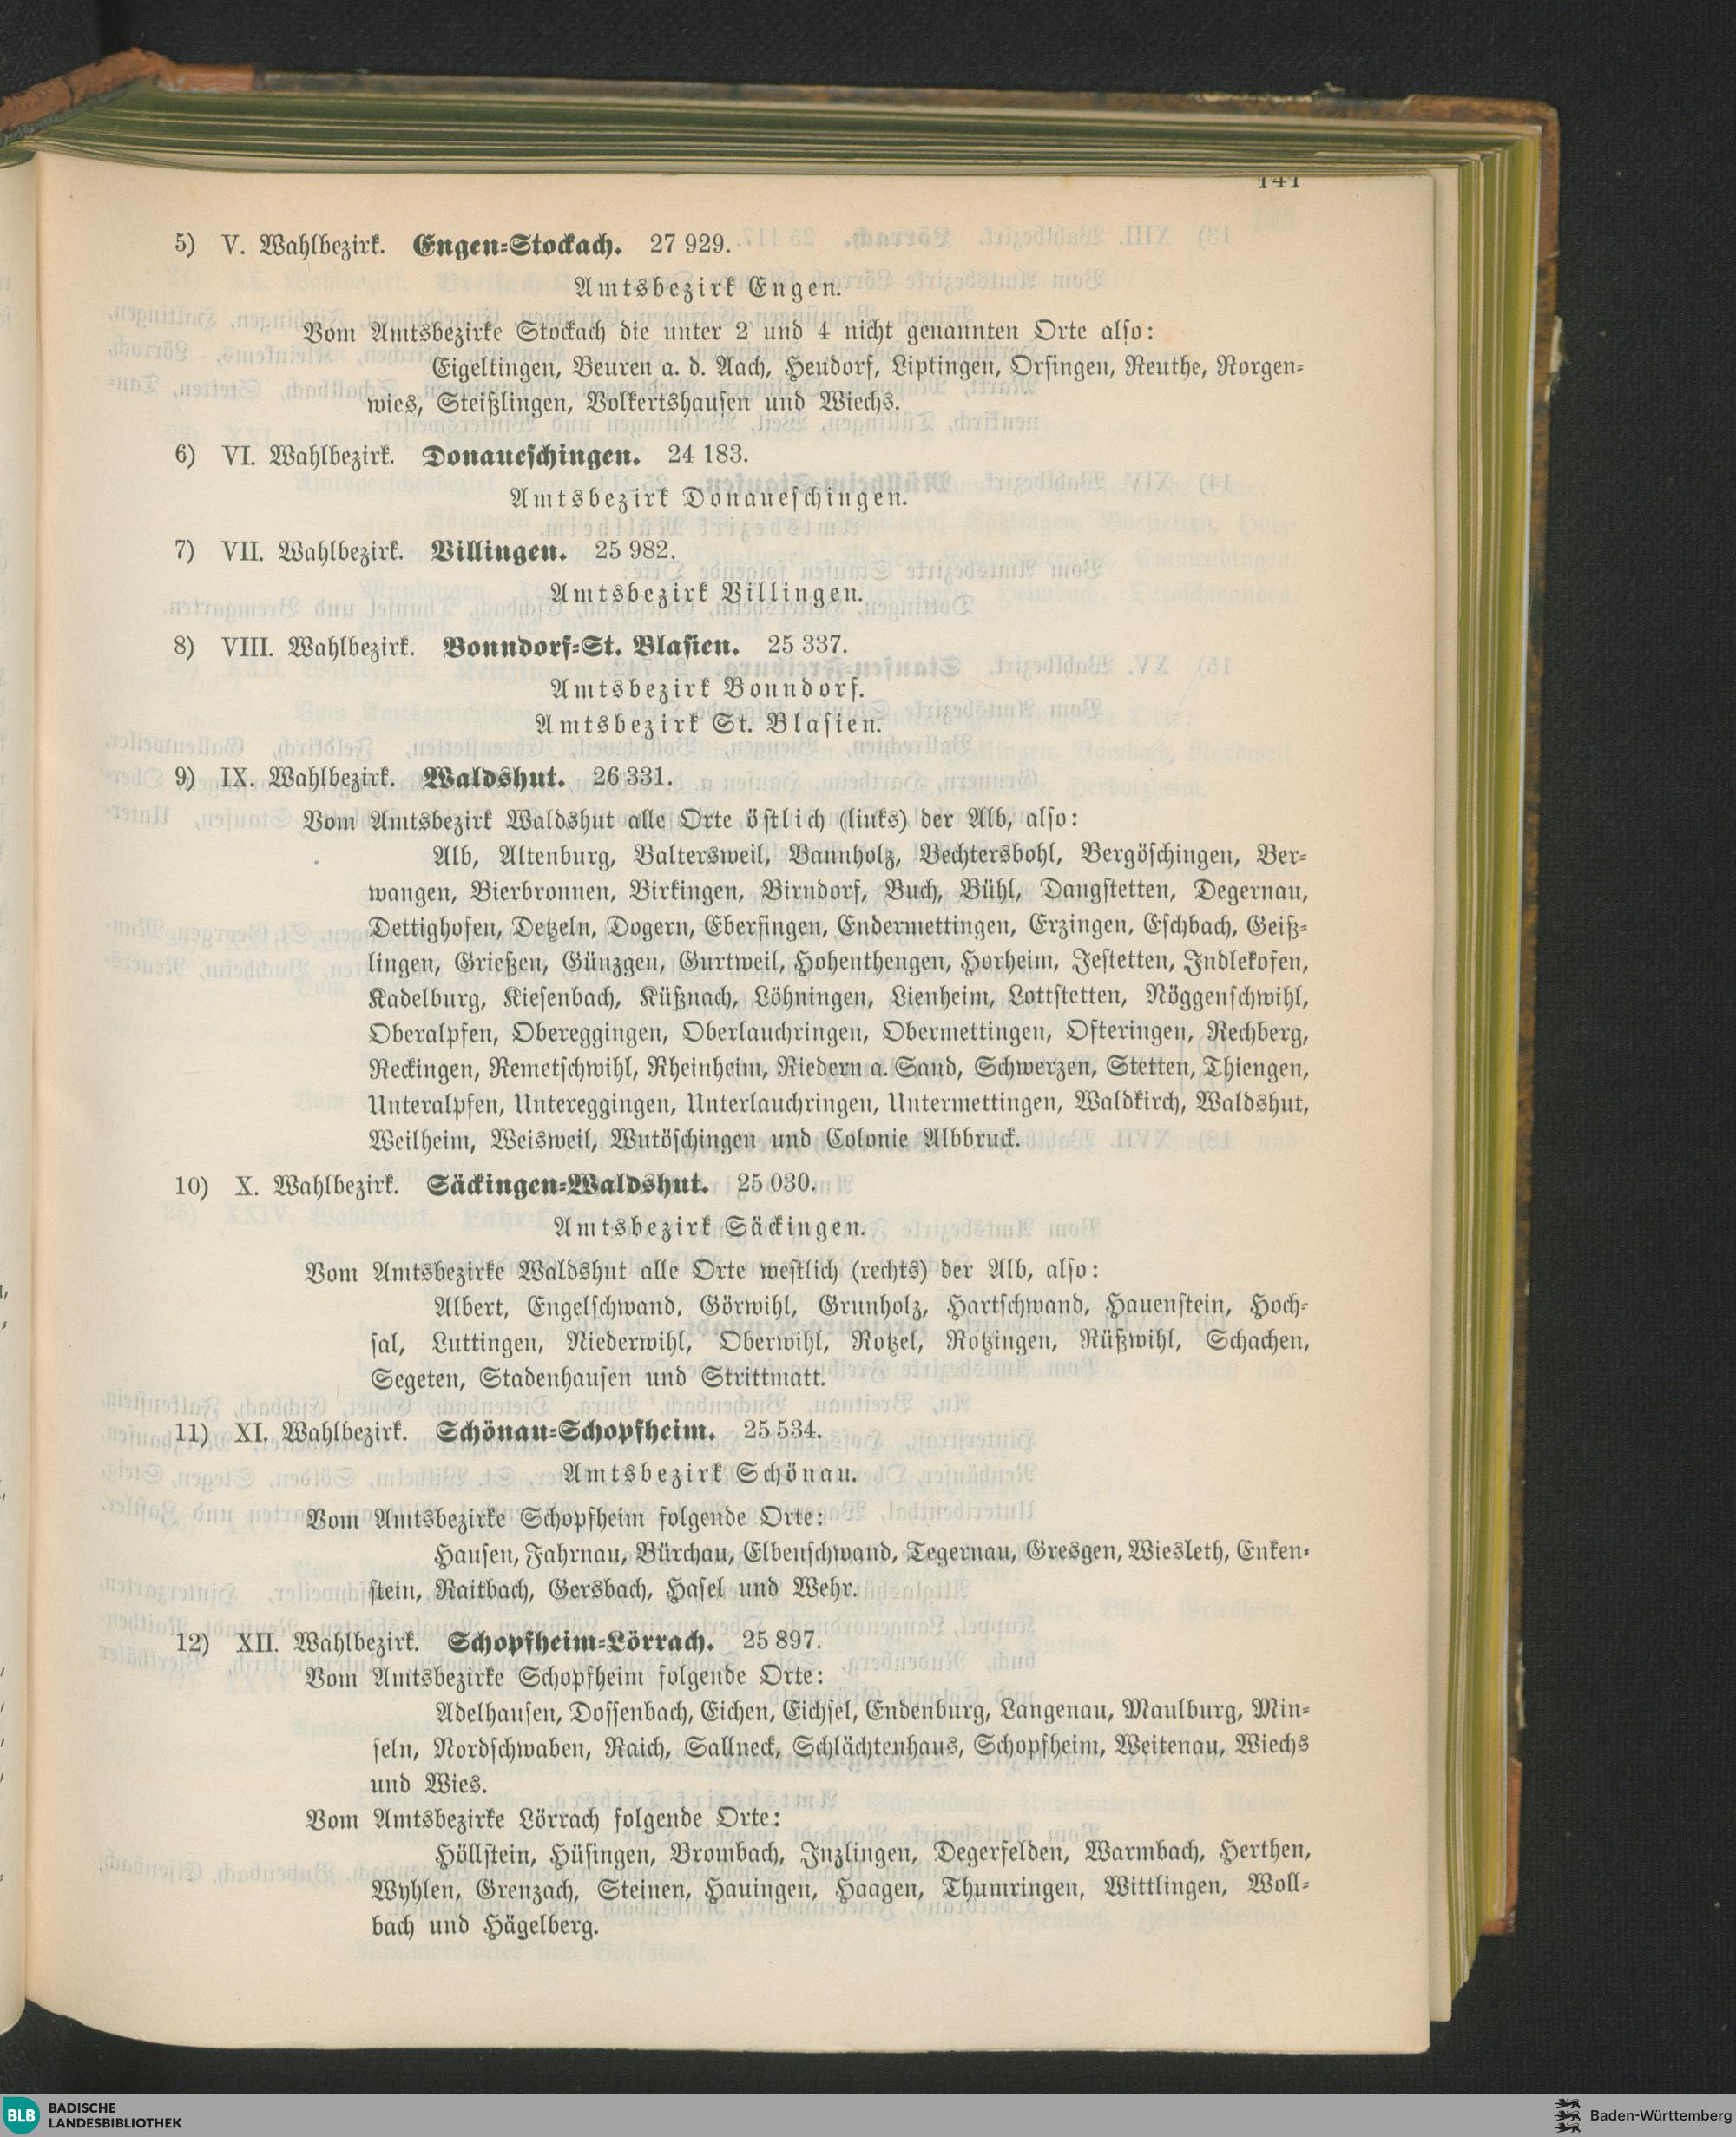 141
5) V. Wahlbezirk. Engen-Stockach. 27 929.
Amtsbezirk Engen.
Vom Amtsbezirke Stockach die unter 2 und 4 nicht genannten Orte also:
Eigeltingen, Beuren a. d. Aach, Heudorf, Liptingen, Orsingen, Reuthe, Rorgen-
wies, Steißlingen, Volkertshausen und Wiechs.
6) VI. Wahlbezirk. Donaueschingen. 24 183.
Amtsbezirk Donaueschingen.
7) VII. Wahlbezirk. Villingen. 25 982.
Amtsbezirk Villingen.
8) VIII. Wahlbezirk. Bonndorf-St. Blasien. 25 337.
Amtsbezirk Bonndorf.
Amtsbezirk St. Blasien.
9) IX. Wahlbezirk. Waldshut. 26 331.
Vom Amtsbezirk Waldshut alle Orte östlich (links) der Alb, also:
Alb, Altenburg, Baltersweil, Bannholz, Bechtersbohl, Bergöschingen, Ber-
wangen, Bierbronnen, Birkingen, Birndorf, Buch, Bühl, Dangstetten, Degernau,
Dettighofen, Detzeln, Dogern, Eberfingen, Endermettingen, Erzingen, Eschbach, Geiß-
lingen, Grießen, Günzgen, Gurtweil, Hohenthengen, Horheim, Jestetten, Indlekofen,
Kadelburg, Kiesenbach, Küßnach, Löhningen, Lienheim, Lottstetten, Nöggenschwihl,
Oberalpfen, Obereggingen, Oberlauchringen, Obermettingen, Ofteringen, Rechberg,
Reckingen, Remetschwihl, Rheinheim, Riedern a. Sand, Schwerzen, Stetten, Thiengen,
Unteralpfen, Untereggingen, Unterlauchringen, Untermettingen, Waldkirch, Waldshut,
Weilheim, Weisweil, Wutöschingen und Colonie Albbruck.
10) X. Wahlbezirk. Säckingen-Waldshut. 25 030.
Amtsbezirk Säckingen.
Vom Amtsbezirke Waldshut alle Orte westlich (rechts) der Alb, also:
Albert, Engelschwand, Görwihl, Grunholz, Hartschwand, Hauenstein, Hoch-
sal, Luttingen, Niederwihl, Oberwihl, Rotzel, Rotzingen, Rüßwihl, Schachen,
Segeten, Stadenhausen und Strittmatt.
11) XI. Wahlbezirk. Schönau-Schopfheim. 25 534.
Amtsbezirk Schönau.
Vom Amtsbezirke Schopfheim folgende Orte:
Hausen, Fahrnau, Bürchau, Elbenschwand, Tegernau, Gresgen, Wiesleth, Enken-
stein, Raitbach, Gersbach, Hasel und Wehr.
12) XII. Wahlbezirk. Schopfheim-Lörrach. 25 897.
Vom Amtsbezirke Schopfheim folgende Orte:
Adelhausen, Dossenbach, Eichen, Eichsel, Endenburg, Langenau, Maulburg, Min-
seln, Nordschwaben, Raich, Sallneck, Schlächtenhaus, Schopfheim, Weitenau, Wiechs
und Wies.
Vom Amtsbezirke Lörrach folgende Orte:
Höllstein, Hüsingen, Brombach, Inzlingen, Degerfelden, Warmbach, Herthen,
Wyhlen, Grenzach, Steinen, Hauingen, Haagen, Thumringen, Wittlingen, Woll-
bach und Hägelberg.
BLB BADISCHE
LANDESBIBLIOTHEK
Baden-Württemberg